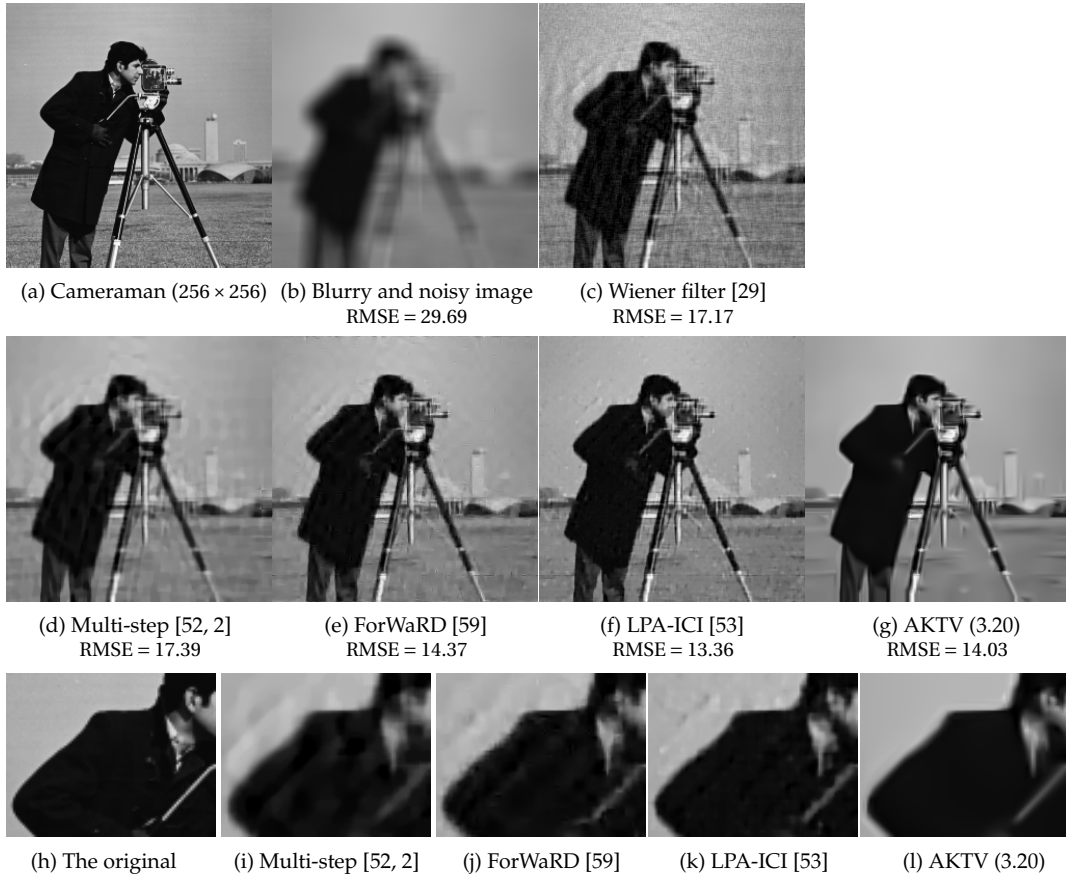 (a) Cameraman (256 × 256)
(b) Blurry and noisy image
RMSE = 29.69
(c) Wiener filter [29]
RMSE = 17.17
(d) Multi-step [52, 2]
RMSE = 17.39
(e) ForWaRD [59]
RMSE = 14.37
(f) LPA-ICI [53]
RMSE = 13.36
(g) AKTV (3.20)
RMSE = 14.03
(h) The original
(i) Multi-step [52, 2]
(j) ForWaRD [59]
(k) LPA-ICI [53]
(l) AKTV (3.20)